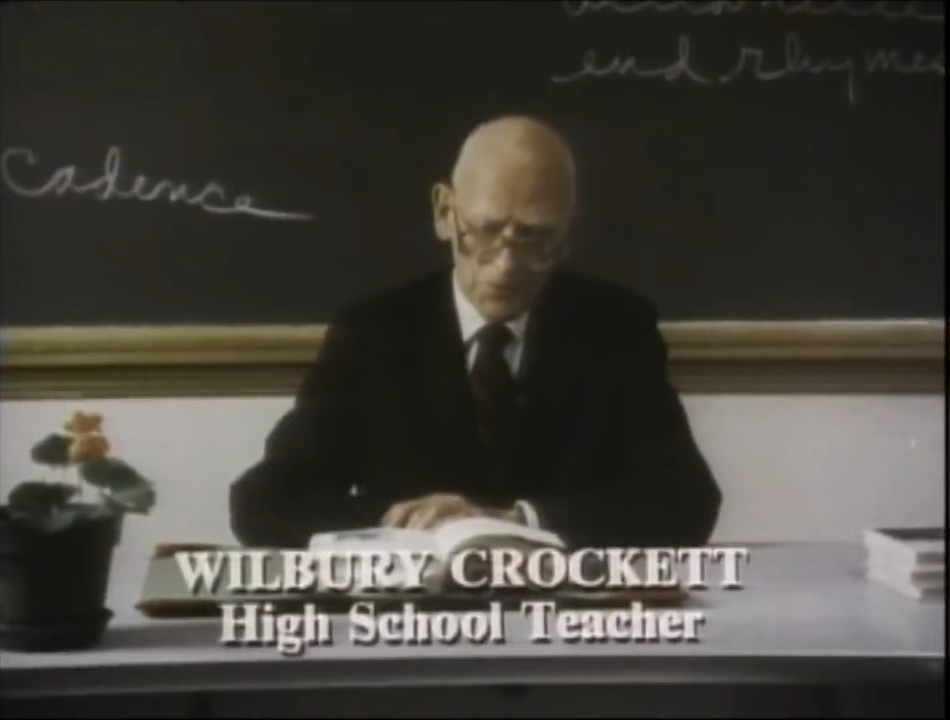 end rhymes
Cadence
WILBURY CROCKETT
High School Teacher